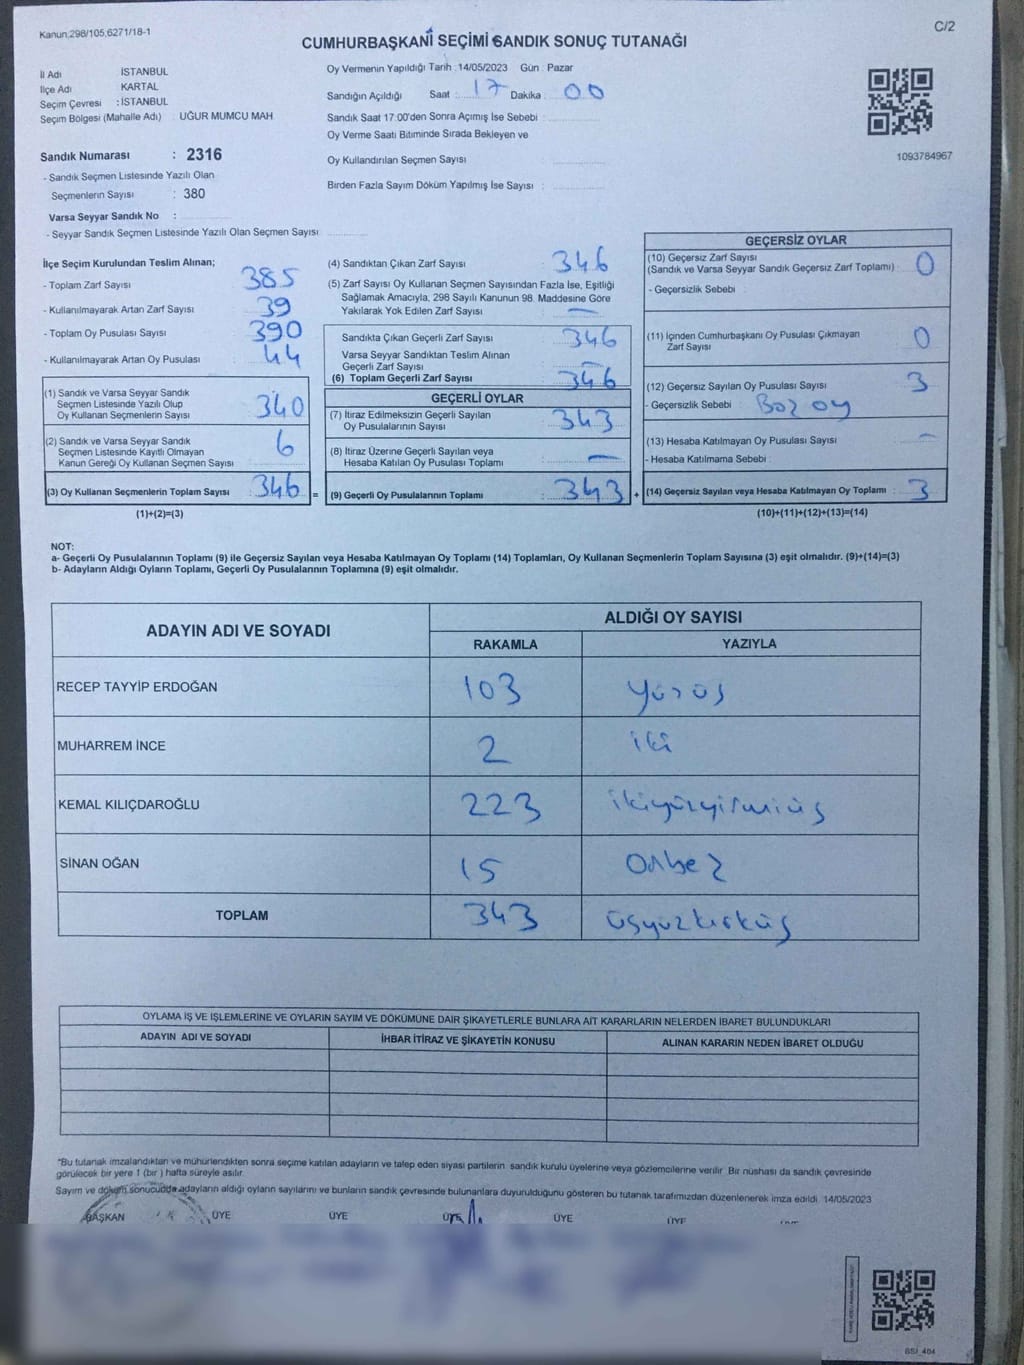 Kanun,298/105,6271/18-1
C/2
CUMHURBAŞKANİ SEÇİMİ SANDIK SONUÇ TUTANAĞI
İl Adı İSTANBUL
İlçe Adı KARTAL
Seçim Çevresi : İSTANBUL
Seçim Bölgesi (Mahalle Adı) UĞUR MUMCU MAH
Sandık Numarası : 2316
- Sandık Seçmen Listesinde Yazılı Olan
Seçmenlerin Sayısı : 380
Varsa Seyyar Sandık No :
- Seyyar Sandık Seçmen Listesinde Yazılı Olan Seçmen Sayısı
Oy Vermenin Yapıldığı Tarih :14/05/2023 Gün : Pazar
Sandığın Açıldığı Saat : 17 Dakika : 00
Sandık Saat 17:00'den Sonra Açımış İse Sebebi :
Oy Verme Saati Bitiminde Sırada Bekleyen ve
Oy Kullandırılan Seçmen Sayısı :
Birden Fazla Sayım Döküm Yapılmış İse Sayısı :
1093784967
İlçe Seçim Kurulundan Teslim Alınan;
- Toplam Zarf Sayısı 385
- Kullanılmayarak Artan Zarf Sayısı 39
- Toplam Oy Pusulası Sayısı 390
- Kullanılmayarak Artan Oy Pusulası 44
(1) Sandık ve Varsa Seyyar Sandık
Seçmen Listesinde Yazılı Olup
Oy Kullanan Seçmenlerin Sayısı 340
(2) Sandık ve Varsa Seyyar Sandık
Seçmen Listesinde Kayıtlı Olmayan
Kanun Gereği Oy Kullanan Seçmen Sayısı 6
(3) Oy Kullanan Seçmenlerin Toplam Sayısı : 346 =
(1)+(2)=(3)
(4) Sandıktan Çıkan Zarf Sayısı 346
(5) Zarf Sayısı Oy Kullanan Seçmen Sayısından Fazla İse, Eşitliği
Sağlamak Amacıyla, 298 Sayılı Kanunun 98. Maddesine Göre
Yakılarak Yok Edilen Zarf Sayısı : —
Sandıkta Çıkan Geçerli Zarf Sayısı 346
Varsa Seyyar Sandıktan Teslim Alınan
Geçerli Zarf Sayısı : —
(6) Toplam Geçerli Zarf Sayısı 346
GEÇERLİ OYLAR
(7) İtiraz Edilmeksizin Geçerli Sayılan
Oy Pusulalarının Sayısı : 343
(8) İtiraz Üzerine Geçerli Sayılan veya
Hesaba Katılan Oy Pusulası Toplamı : —
(9) Geçerli Oy Pusulalarının Toplamı : 343 +
GEÇERSİZ OYLAR
(10) Geçersiz Zarf Sayısı
(Sandık ve Varsa Seyyar Sandık Geçersiz Zarf Toplamı) : 0
- Geçersizlik Sebebi :
(11) İçinden Cumhurbaşkanı Oy Pusulası Çıkmayan
Zarf Sayısı : 0
(12) Geçersiz Sayılan Oy Pusulası Sayısı : 3
- Geçersizlik Sebebi : Boz oy
(13) Hesaba Katılmayan Oy Pusulası Sayısı : —
- Hesaba Katılmama Sebebi :
(14) Geçersiz Sayılan veya Hesaba Katılmayan Oy Toplamı : 3
(10)+(11)+(12)+(13)=(14)
NOT:
a- Geçerli Oy Pusulalarının Toplamı (9) ile Geçersiz Sayılan veya Hesaba Katılmayan Oy Toplamı (14) Toplamları, Oy Kullanan Seçmenlerin Toplam Sayısına (3) eşit olmalıdır. (9)+(14)=(3)
b- Adayların Aldığı Oyların Toplamı, Geçerli Oy Pusulalarının Toplamına (9) eşit olmalıdır.
ADAYIN ADI VE SOYADI
ALDIĞI OY SAYISI
RAKAMLA YAZIYLA
RECEP TAYYİP ERDOĞAN 103 yüzüş
MUHARREM İNCE 2 iki
KEMAL KILIÇDAROĞLU 223 ikiyüzyirmiüş
SİNAN OĞAN 15 Onbeş
TOPLAM 343 üşyüzkırküş
OYLAMA İŞ VE İŞLEMLERİNE VE OYLARIN SAYIM VE DÖKÜMÜNE DAİR ŞİKAYETLERLE BUNLARA AİT KARARLARIN NELERDEN İBARET BULUNDUKLARI
ADAYIN ADI VE SOYADI İHBAR İTİRAZ VE ŞİKAYETİN KONUSU ALINAN KARARIN NEDEN İBARET OLDUĞU
*Bu tutanak imzalandıktan ve mühürlendikten sonra seçime katılan adayların ve talep eden siyasi partilerin sandık kurulu üyelerine veya gözlemcilerine verilir Bir nüshası da sandık çevresinde
görülecek bir yere 1 (bir ) hafta süreyle asılır.
Sayım ve döküm sonucunda adayların aldığı oyların sayılarını ve bunların sandık çevresinde bulunanlara duyurulduğunu gösteren bu tutanak tarafımızdan düzenlenerek imza edildi. 14/05/2023
BAŞKAN ÜYE ÜYE ÜYE ÜYE ÜYE